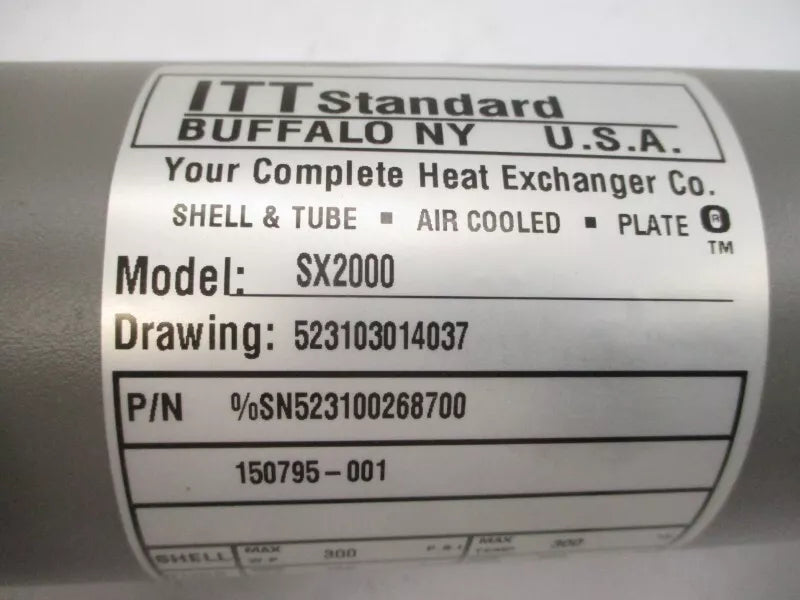 ITT Standard
BUFFALO NY U.S.A.
Your Complete Heat Exchanger Co.
SHELL & TUBE ▪ AIR COOLED ▪ PLATE ®
TM
Model: SX2000
Drawing: 523103014037
P/N %SN523100268700
150795-001
SHELL MAX W P 300 P S I MAX TEMP 300